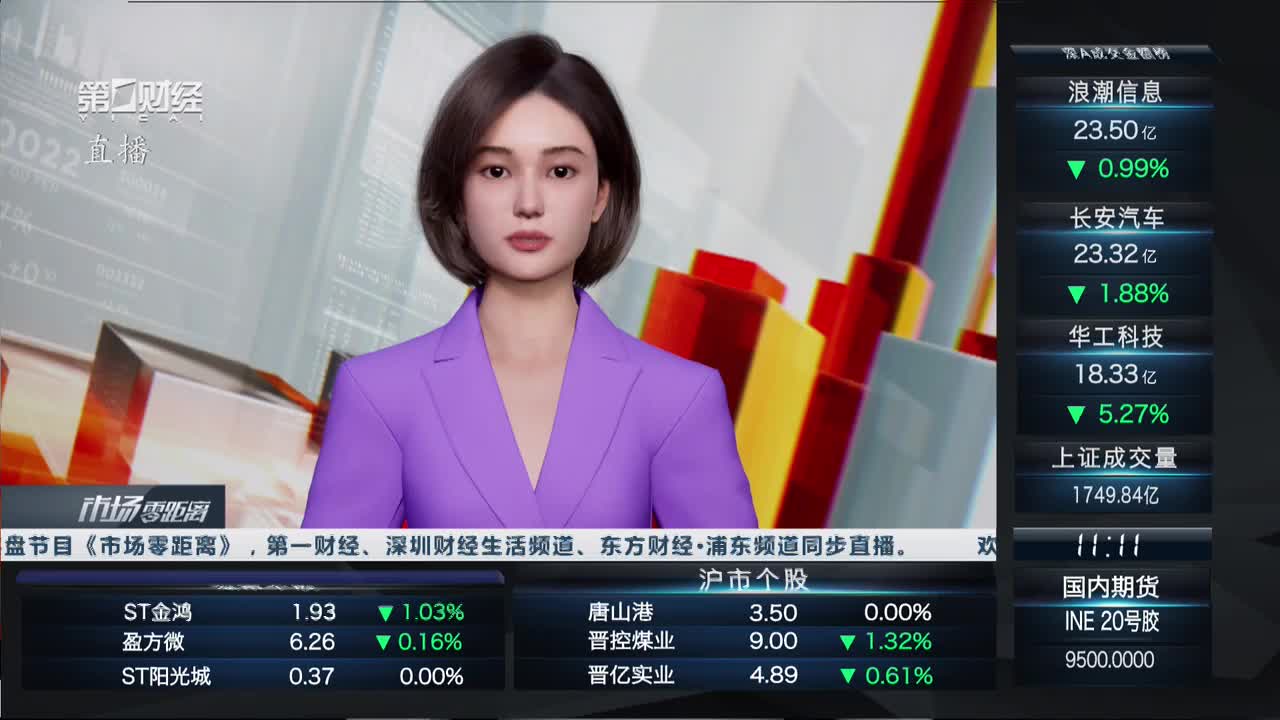 第一财经
YICAI
直播
市场零距离
盘节目《市场零距离》，第一财经、深圳财经生活频道、东方财经·浦东频道同步直播。 欢
ST金鸿 1.93 ▼ 1.03%
盈方微 6.26 ▼ 0.16%
ST阳光城 0.37 0.00%
沪市个股
唐山港 3.50 0.00%
晋控煤业 9.00 ▼ 1.32%
晋亿实业 4.89 ▼ 0.61%
深A成交金额榜
浪潮信息
23.50亿
▼ 0.99%
长安汽车
23.32亿
▼ 1.88%
华工科技
18.33亿
▼ 5.27%
上证成交量
1749.84亿
11:11
国内期货
INE 20号胶
9500.0000